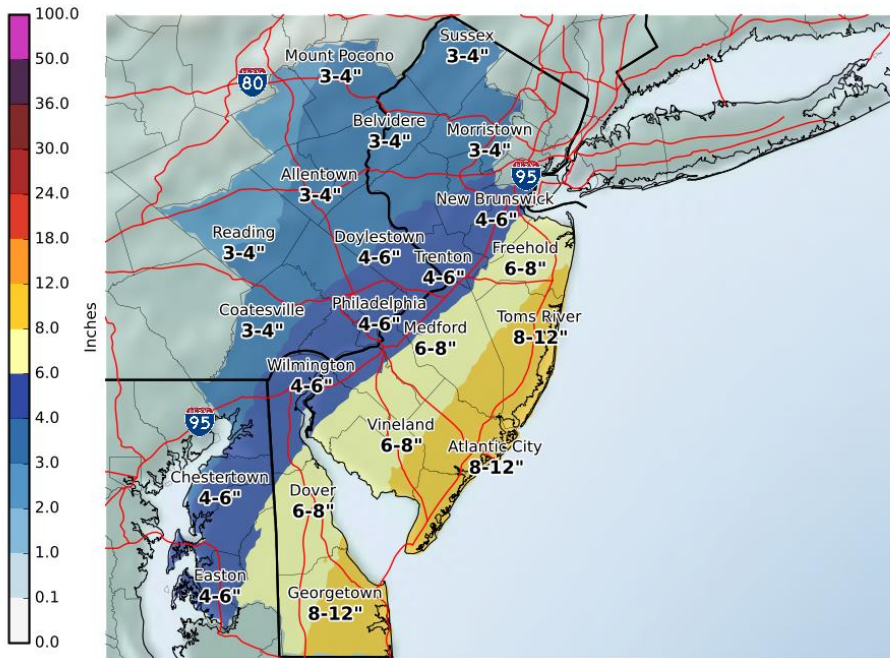 100.0
50.0
36.0
30.0
24.0
18.0
12.0
8.0
6.0
4.0
3.0
2.0
1.0
0.1
0.0
Inches
Sussex
3-4"
Mount Pocono
3-4"
80
Belvidere
3-4"
Morristown
3-4"
95
Allentown
3-4"
New Brunswick
4-6"
Reading
3-4"
Doylestown
4-6"
Trenton
4-6"
Freehold
6-8"
Coatesville
3-4"
Philadelphia
4-6"
Medford
6-8"
Toms River
8-12"
Wilmington
4-6"
95
Vineland
6-8"
Atlantic City
8-12"
Chestertown
4-6"
Dover
6-8"
Easton
4-6"
Georgetown
8-12"